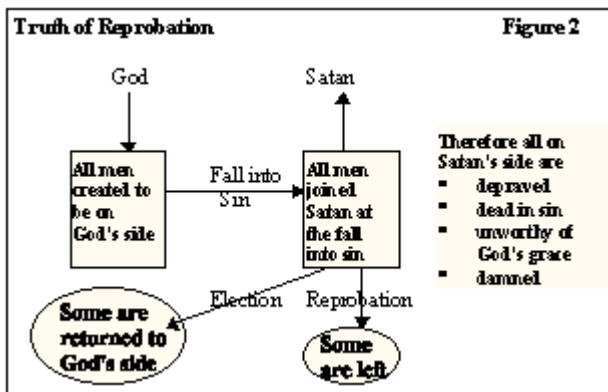 Truth of Reprobation
Figure 2
God
Satan
All men
created to
be on
God's side
Fall into
Sin
All men
joined
Satan at
the fall
into sin
Therefore all on
Satan's side are
▪ depraved
▪ dead in sin
▪ unworthy of
God's grace
▪ damned
Election
Reprobation
Some are
returned to
God's side
Some
are left